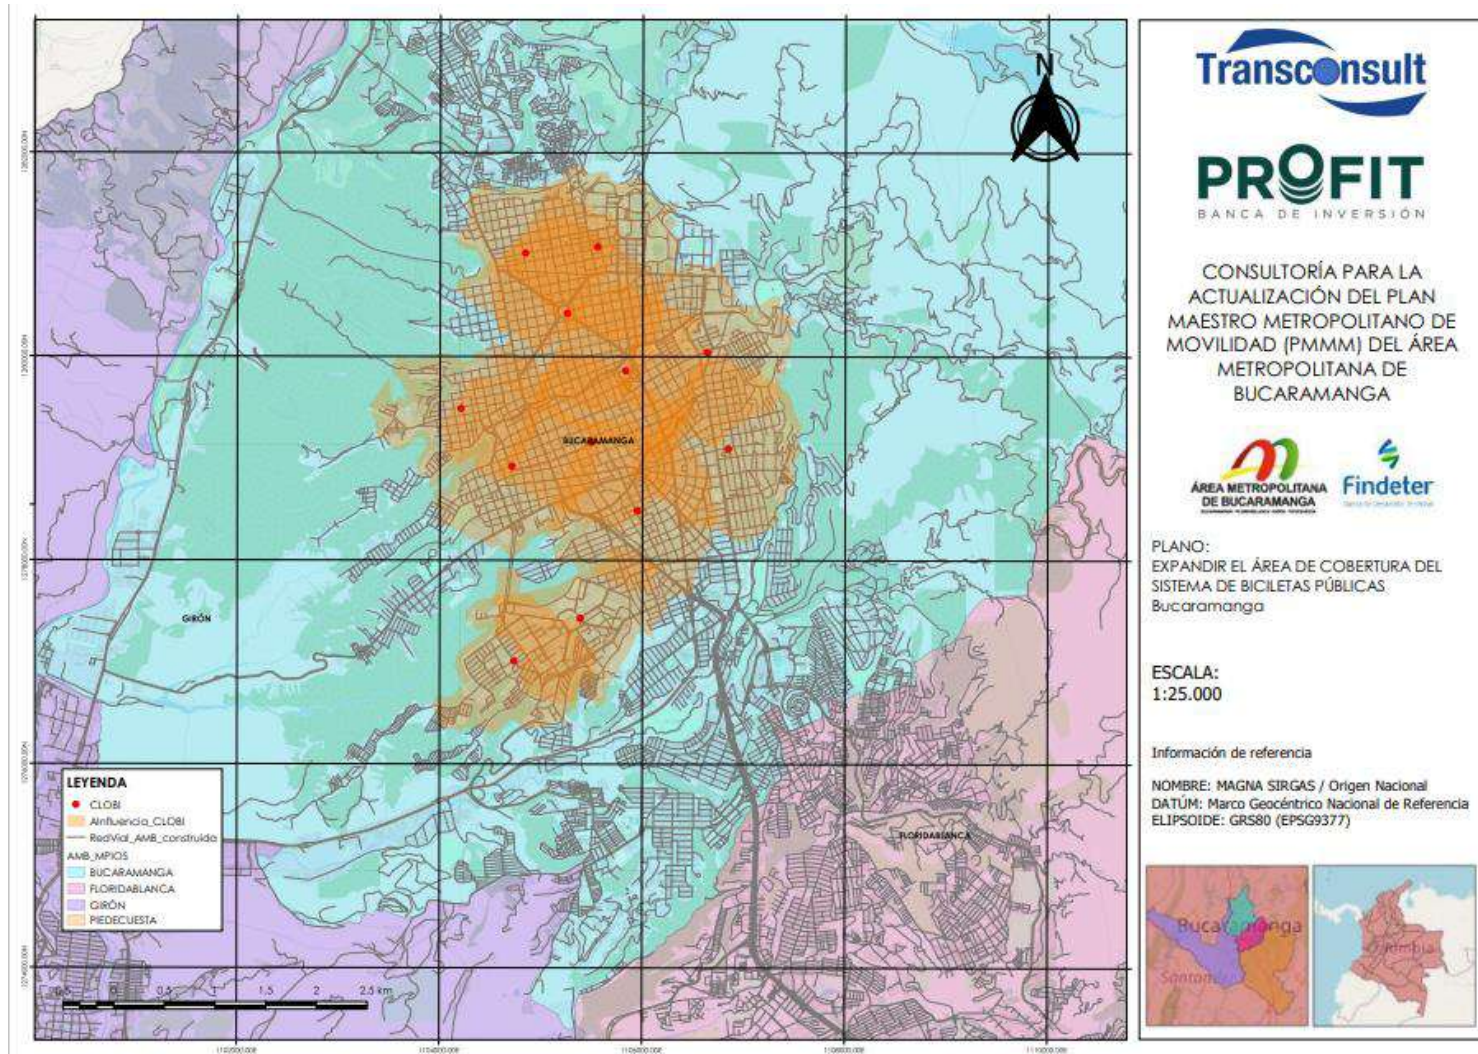 N
BUCARAMANGA
GIRÓN
FLORIDABLANCA
LEYENDA
CLOBI
AInfluencia_CLOBI
RedVial_AMB_construida
AMB_MPIOS
BUCARAMANGA
FLORIDABLANCA
GIRÓN
PIEDECUESTA
0.5 0 0.5 1 1.5 2 2.5 km
Transconsult
PROFIT
BANCA DE INVERSIÓN
CONSULTORÍA PARA LA
ACTUALIZACIÓN DEL PLAN
MAESTRO METROPOLITANO DE
MOVILIDAD (PMMM) DEL ÁREA
METROPOLITANA DE
BUCARAMANGA
ÁREA METROPOLITANA
DE BUCARAMANGA
Findeter
PLANO:
EXPANDIR EL ÁREA DE COBERTURA DEL
SISTEMA DE BICILETAS PÚBLICAS
Bucaramanga
ESCALA:
1:25.000
Información de referencia
NOMBRE: MAGNA SIRGAS / Origen Nacional
DATÚM: Marco Geocéntrico Nacional de Referencia
ELIPSOIDE: GRS80 (EPSG9377)
Bucaramanga